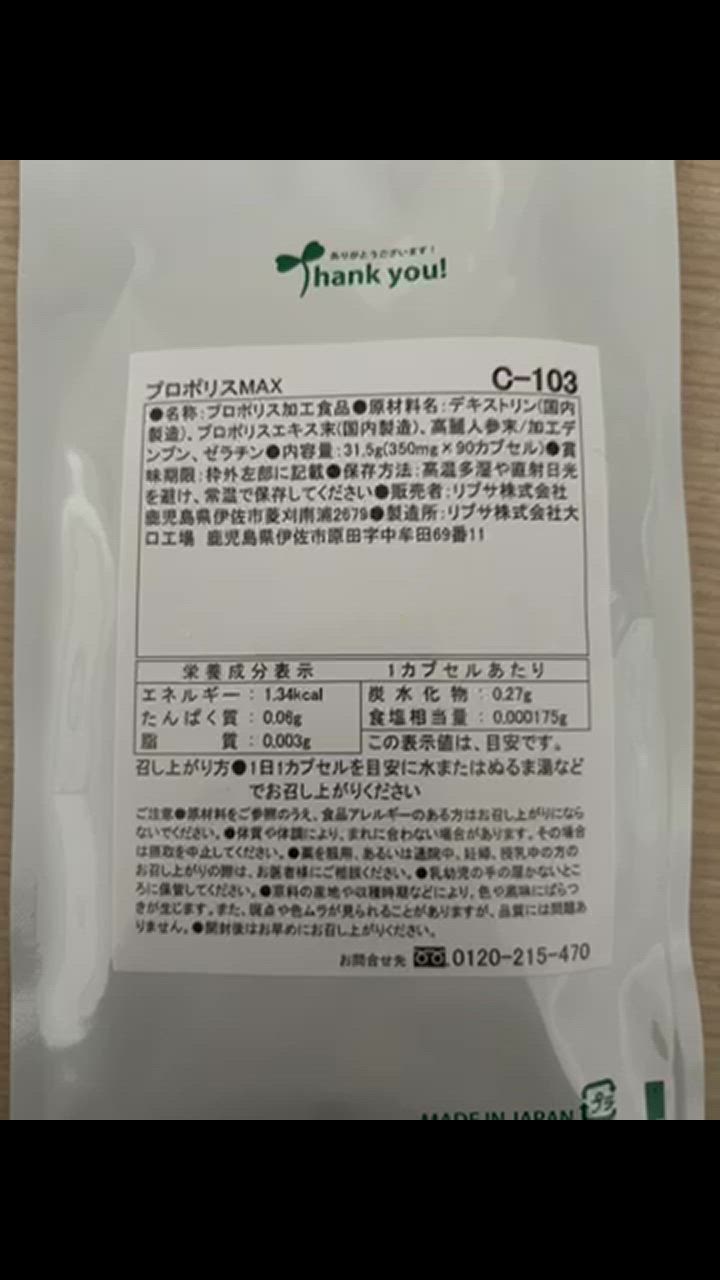 ありがとうございます!
Thank you!
プロポリスMAX C-103
●名称:プロポリス加工食品●原材料名:デキストリン(国内
製造)、プロポリスエキス末(国内製造)、高麗人参末/加工デ
ンプン、ゼラチン●内容量:31.5g(350mg×90カプセル)●賞
味期限:枠外左部に記載●保存方法:高温多湿や直射日光
を避け、常温で保存してください●販売者:リブサ株式会社
鹿児島県伊佐市菱刈南浦2679●製造所:リブサ株式会社大
口工場 鹿児島県伊佐市原田字中牟田69番11
栄養成分表示 1カプセルあたり
エネルギー:1.34kcal 炭水化物:0.27g
たんぱく質:0.06g 食塩相当量:0.000175g
脂質:0.003g この表示値は、目安です。
召し上がり方●1日1カプセルを目安に水またはぬるま湯など
でお召し上がりください
ご注意●原材料をご参照のうえ、食品アレルギーのある方はお召し上がりになら
ないでください。●体質や体調により、まれに合わない場合があります。その場合
は摂取を中止してください。●薬を服用、あるいは通院中、妊婦、授乳中の方の
お召し上がりの際は、お医者様にご相談ください。●乳幼児の手の届かないとこ
ろに保管してください。●原料の産地や収穫時期などにより、色や風味にばらつ
きが生じます。また、斑点や色ムラが見られることがありますが、品質には問題あ
りません。●開封後はお早めにお召し上がりください。
お問合せ先 0120-215-470
MADE IN JAPAN プラ